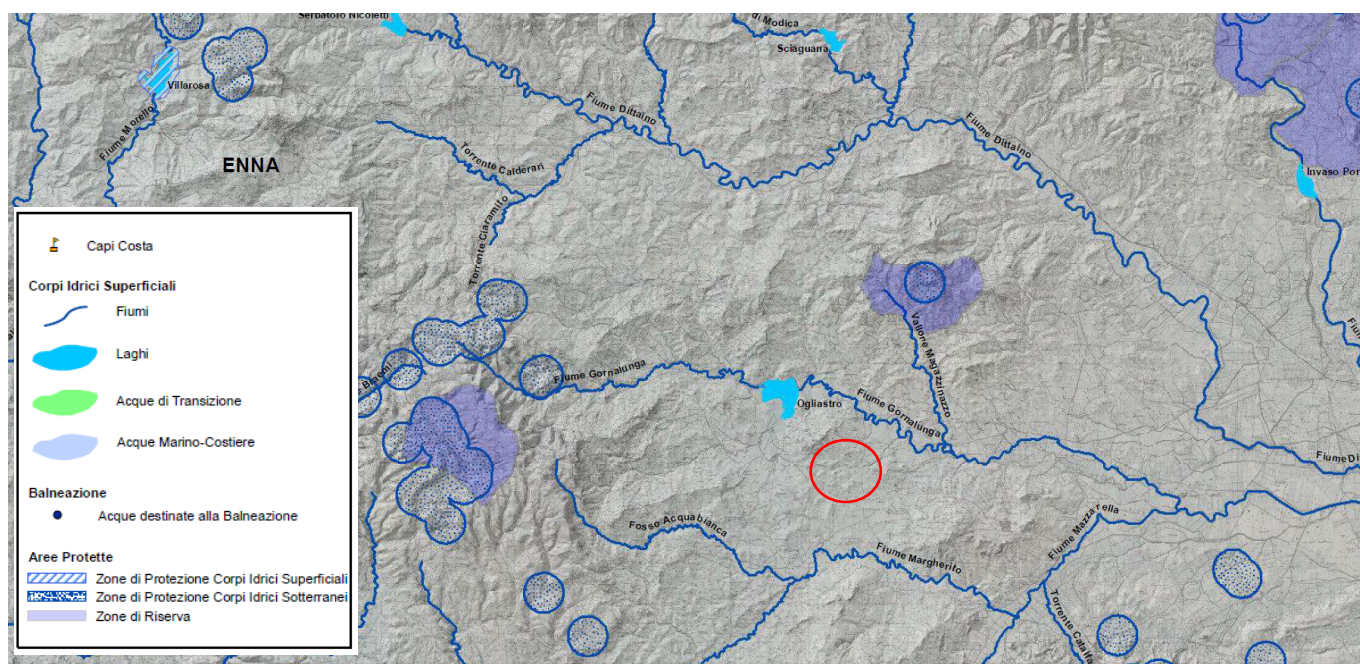 Serbatoio Nicoletti
di Modica
Sciaguana
Villarosa
Fiume Morello
Fiume Dittaino
Fiume Dittaino
Torrente Calderari
ENNA
Invaso Por
Torrente Ciaramito
Capi Costa
Corpi Idrici Superficiali
Fiumi
Laghi
Acque di Transizione
Acque Marino-Costiere
Balneazione
Acque destinate alla Balneazione
Aree Protette
Zone di Protezione Corpi Idrici Superficiali
Zone di Protezione Corpi Idrici Sotterranei
Zone di Riserva
Vallone Magazzinazzo
Fiume Gornalunga
Braemi
Ogliastro
Fiume Gornalunga
Fiume Di
Fosso Acquabianca
Fiume Mazzarella
Fiume Margherito
Torrente Catalfa